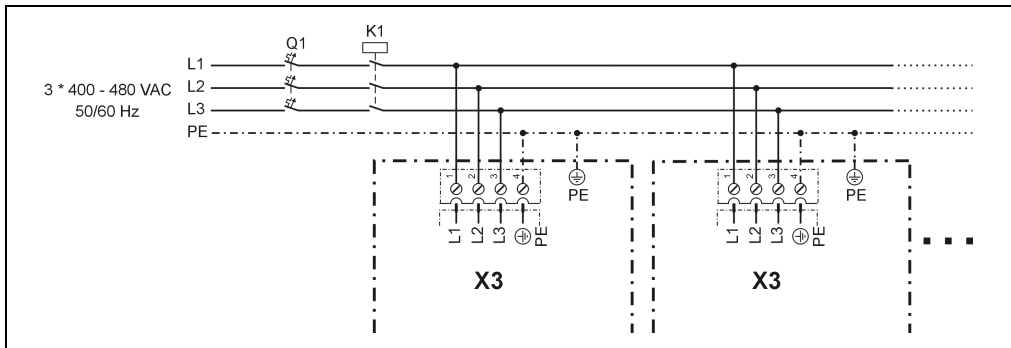 Q1
K1
L1
L2
L3
PE
3 * 400 - 480 VAC
50/60 Hz
1 2 3 4
PE
L1 L2 L3 PE
X3
1 2 3 4
PE
L1 L2 L3 PE
X3